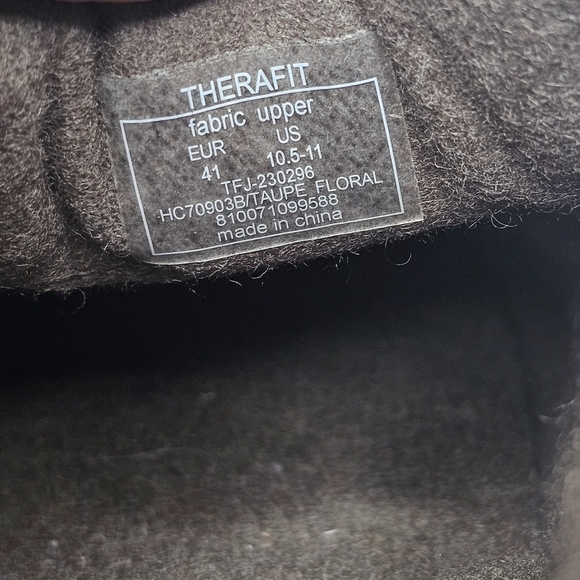 THERAFIT
fabric upper
EUR US
41 10.5-11
TFJ-230296
HC70903B/TAUPE FLORAL
810071099588
made in china